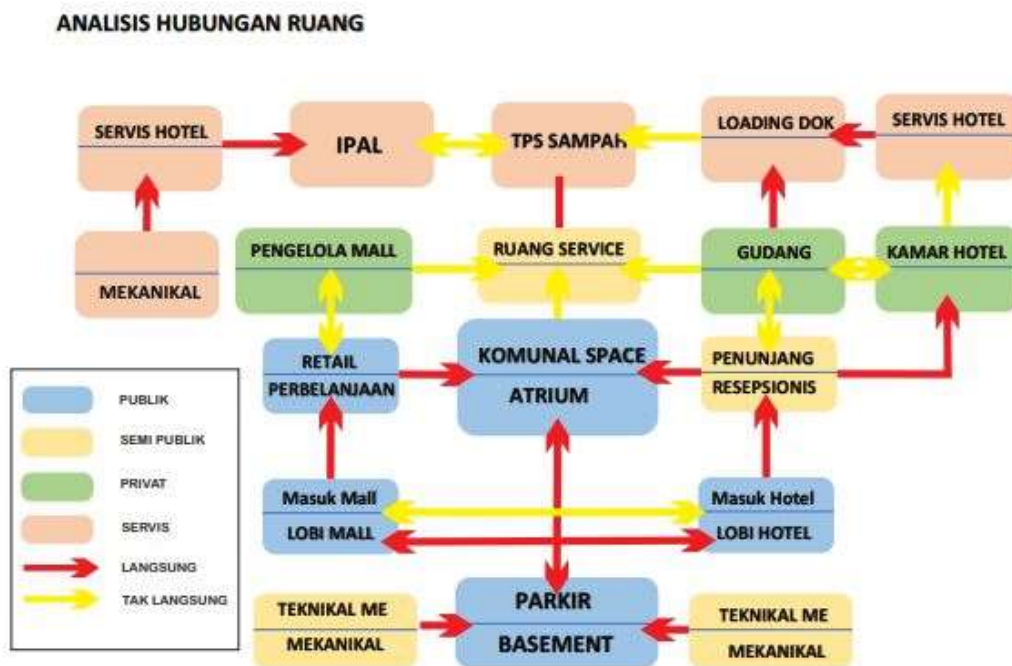 ANALISIS HUBUNGAN RUANG
SERVIS HOTEL
IPAL
TPS SAMPAH
LOADING DOK
SERVIS HOTEL
MEKANIKAL
PENGELOLA MALL
RUANG SERVICE
GUDANG
KAMAR HOTEL
RETAIL
PERBELANJAAN
KOMUNAL SPACE
ATRIUM
PENUNJANG
RESEPSIONIS
PUBLIK
SEMI PUBLIK
PRIVAT
SERVIS
LANGSUNG
TAK LANGSUNG
Masuk Mall
LOBI MALL
Masuk Hotel
LOBI HOTEL
TEKNIKAL ME
MEKANIKAL
PARKIR
BASEMENT
TEKNIKAL ME
MEKANIKAL